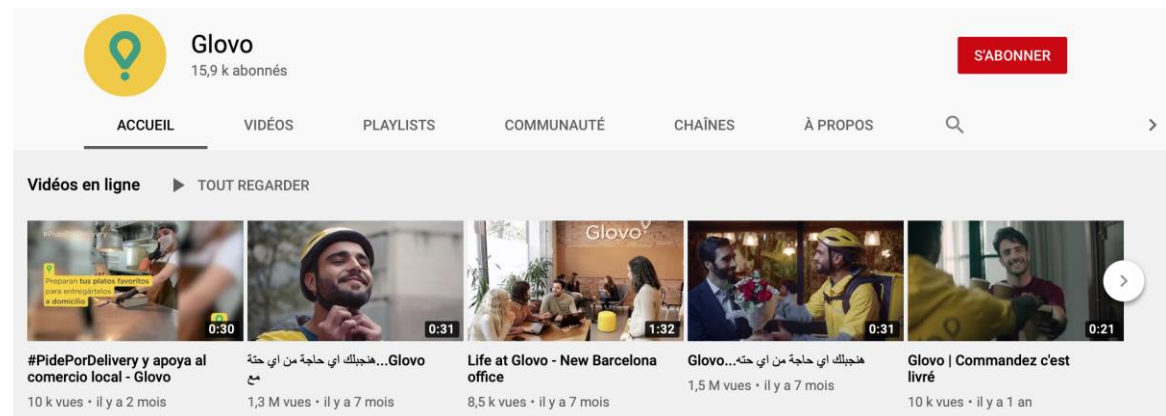 Glovo
15,9 k abonnés
S'ABONNER
ACCUEIL VIDÉOS PLAYLISTS COMMUNAUTÉ CHAÎNES À PROPOS
Vidéos en ligne TOUT REGARDER
#PidePorDelivery
Preparan tus platos favoritos
para entregártelos
a domicilio
0:30
0:31
Glovo
1:32
0:31
0:21
#PidePorDelivery y apoya al
comercio local - Glovo
10 k vues • il y a 2 mois
Glovo...هنجبلك اي حاجة من اي حتة
مع
1,3 M vues • il y a 7 mois
Life at Glovo - New Barcelona
office
8,5 k vues • il y a 7 mois
Glovo...هنجبلك اي حاجة من اي حته
1,5 M vues • il y a 7 mois
Glovo | Commandez c'est
livré
10 k vues • il y a 1 an